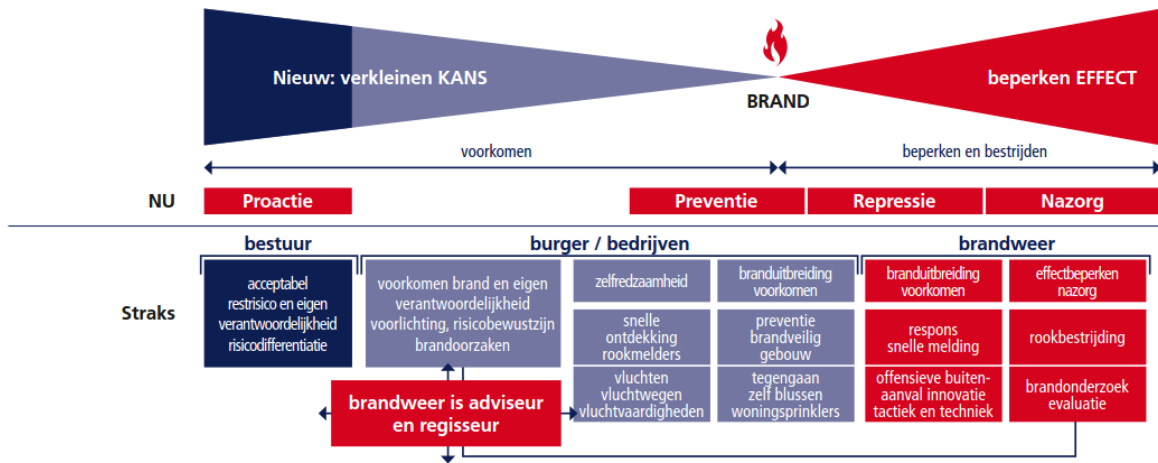 Nieuw: verkleinen KANS
beperken EFFECT
BRAND
voorkomen
beperken en bestrijden
NU
Proactie
Preventie
Repressie
Nazorg
bestuur
burger / bedrijven
brandweer
Straks
acceptabel
restrisico en eigen
verantwoordelijkheid
risicodifferentiatie
voorkomen brand en eigen
verantwoordelijkheid
voorlichting, risicobewustzijn
brandoorzaken
zelfredzaamheid
snelle
ontdekking
rookmelders
vluchten
vluchtwegen
vluchtvaardigheden
branduitbreiding
voorkomen
preventie
brandveilig
gebouw
tegengaan
zelf blussen
woningsprinklers
branduitbreiding
voorkomen
respons
snelle melding
offensieve buiten-
aanval innovatie
tactiek en techniek
effectbeperken
nazorg
rookbestrijding
brandonderzoek
evaluatie
brandweer is adviseur
en regisseur